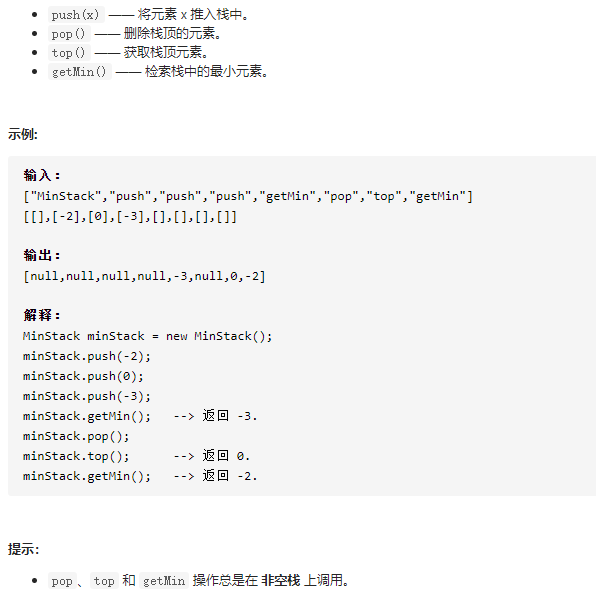 push(x) —— 将元素 x 推入栈中。
pop() —— 删除栈顶的元素。
top() —— 获取栈顶元素。
getMin() —— 检索栈中的最小元素。
示例:
输入：
["MinStack","push","push","push","getMin","pop","top","getMin"]
[[],[-2],[0],[-3],[],[],[],[]]
输出：
[null,null,null,null,-3,null,0,-2]
解释：
MinStack minStack = new MinStack();
minStack.push(-2);
minStack.push(0);
minStack.push(-3);
minStack.getMin();   --> 返回 -3.
minStack.pop();
minStack.top();      --> 返回 0.
minStack.getMin();   --> 返回 -2.
提示：
pop、top 和 getMin 操作总是在 非空栈 上调用。